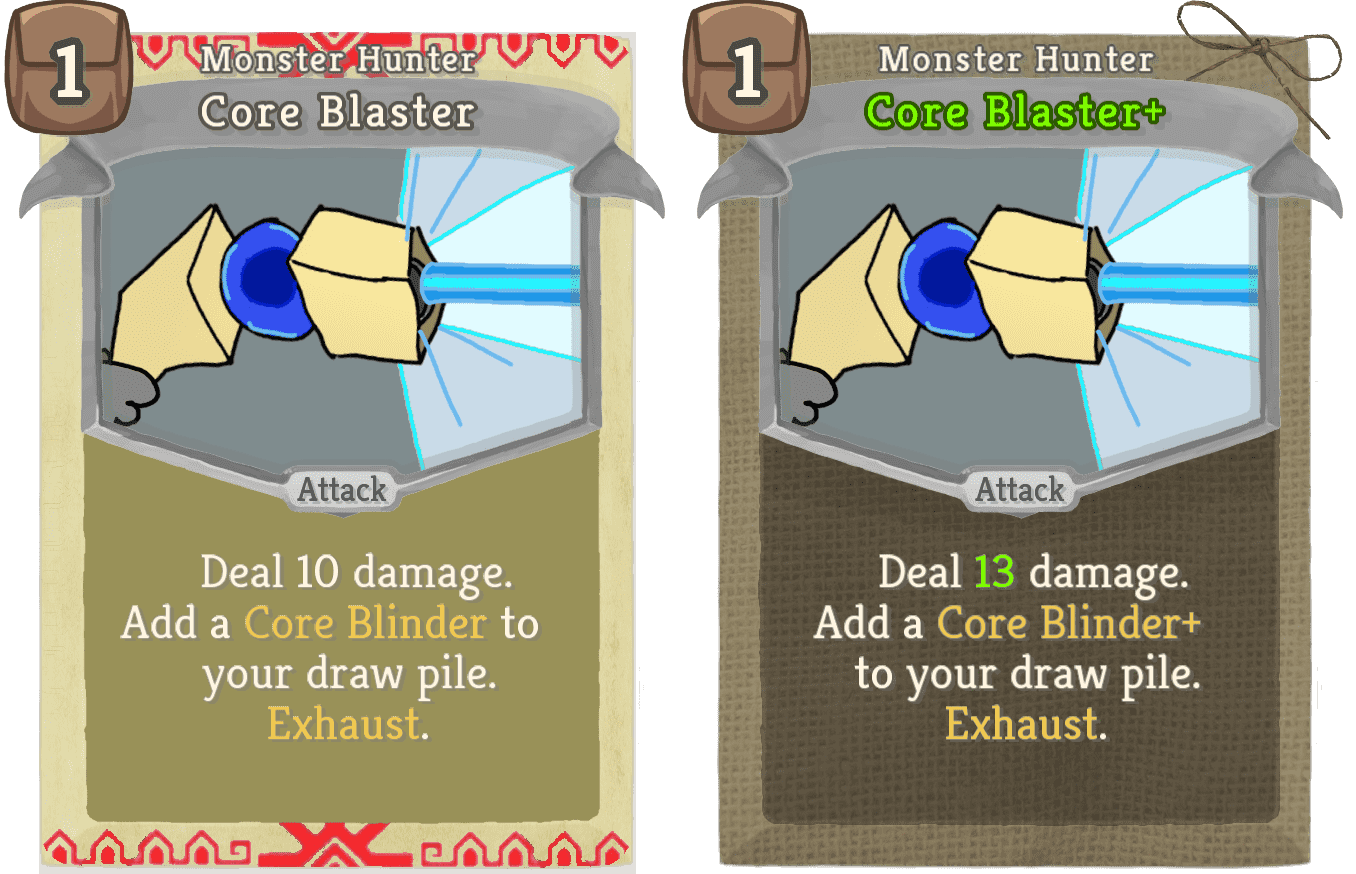 1
Monster Hunter
Core Blaster
Attack
Deal 10 damage.
Add a Core Blinder to
your draw pile.
Exhaust.
1
Monster Hunter
Core Blaster+
Attack
Deal 13 damage.
Add a Core Blinder+
to your draw pile.
Exhaust.